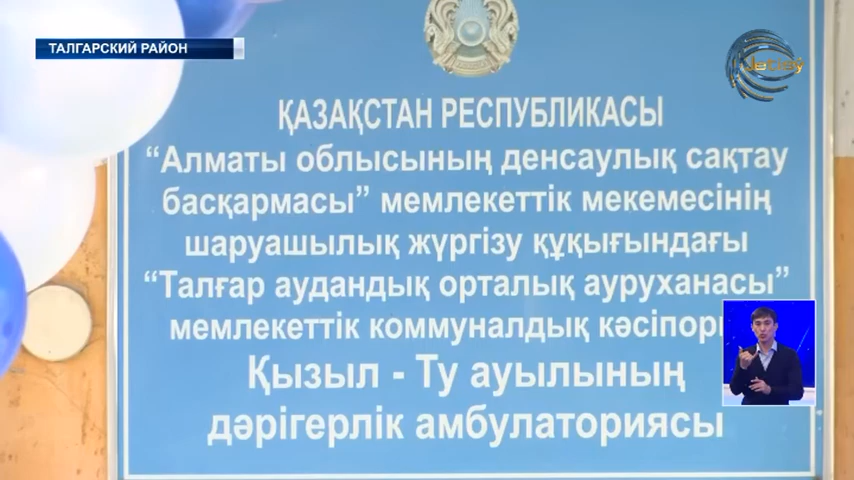 ТАЛГАРСКИЙ РАЙОН
Jetisý
ҚАЗАҚСТАН РЕСПУБЛИКАСЫ
“Алматы облысының денсаулық сақтау
басқармасы” мемлекеттік мекемесінің
шаруашылық жүргізу құқығындағы
“Талғар аудандық орталық ауруханасы”
мемлекеттік коммуналдық
Қызыл - Ту ауылының
дәрігерлік амбулаториясы